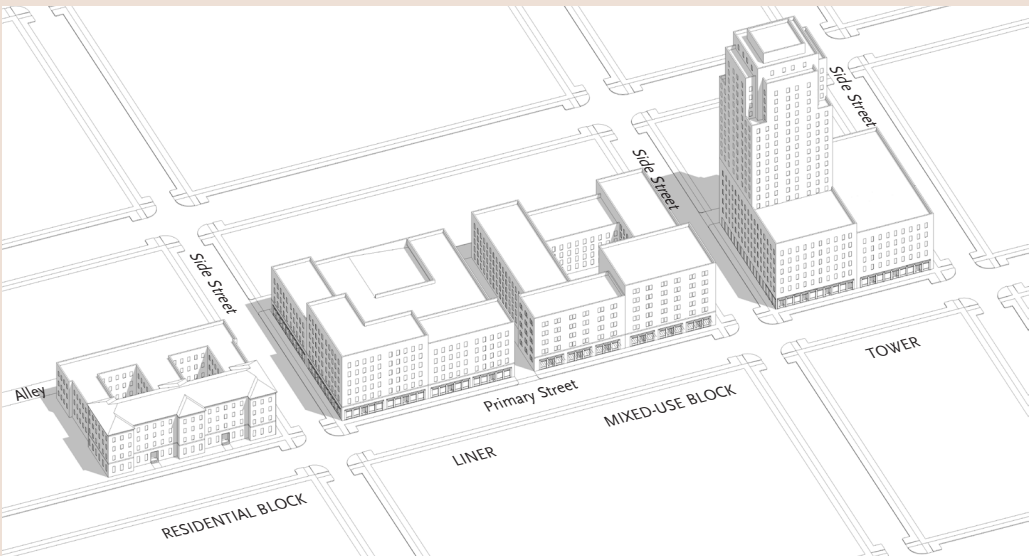 Side Street
Side Street
Side Street
Alley
Primary Street
TOWER
MIXED-USE BLOCK
LINER
RESIDENTIAL BLOCK